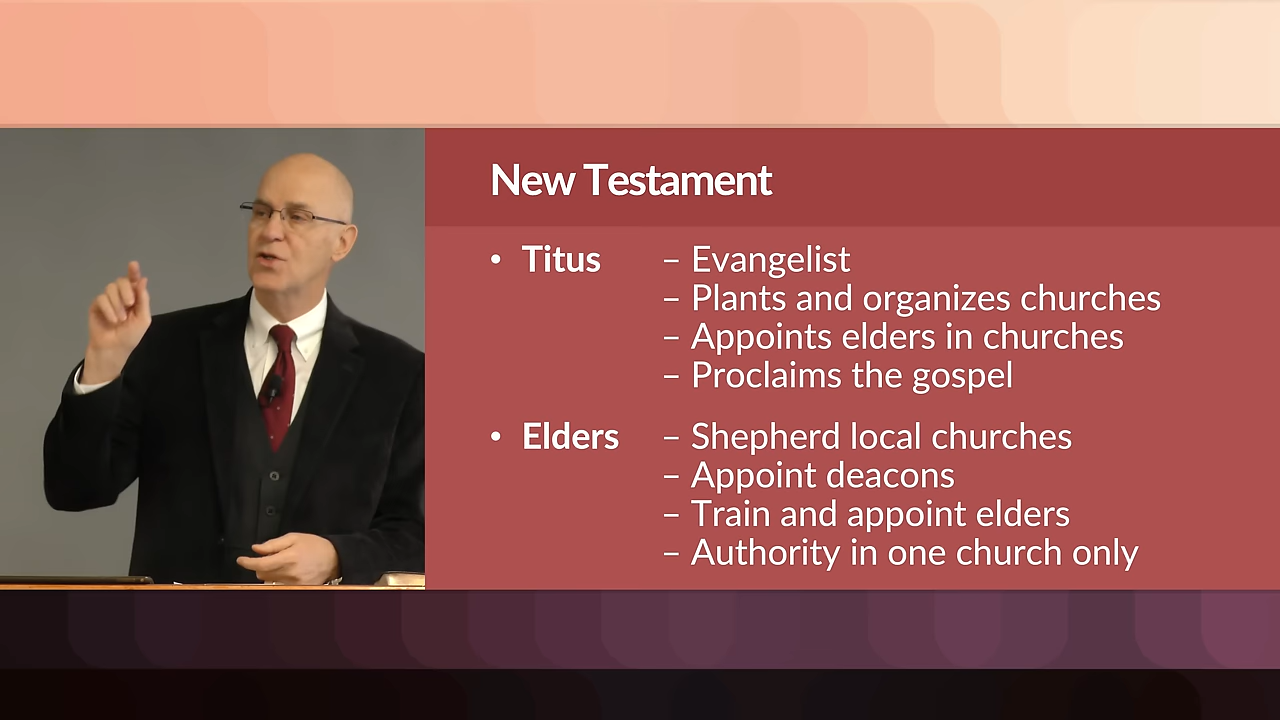 New Testament
• Titus – Evangelist
– Plants and organizes churches
– Appoints elders in churches
– Proclaims the gospel
• Elders – Shepherd local churches
– Appoint deacons
– Train and appoint elders
– Authority in one church only